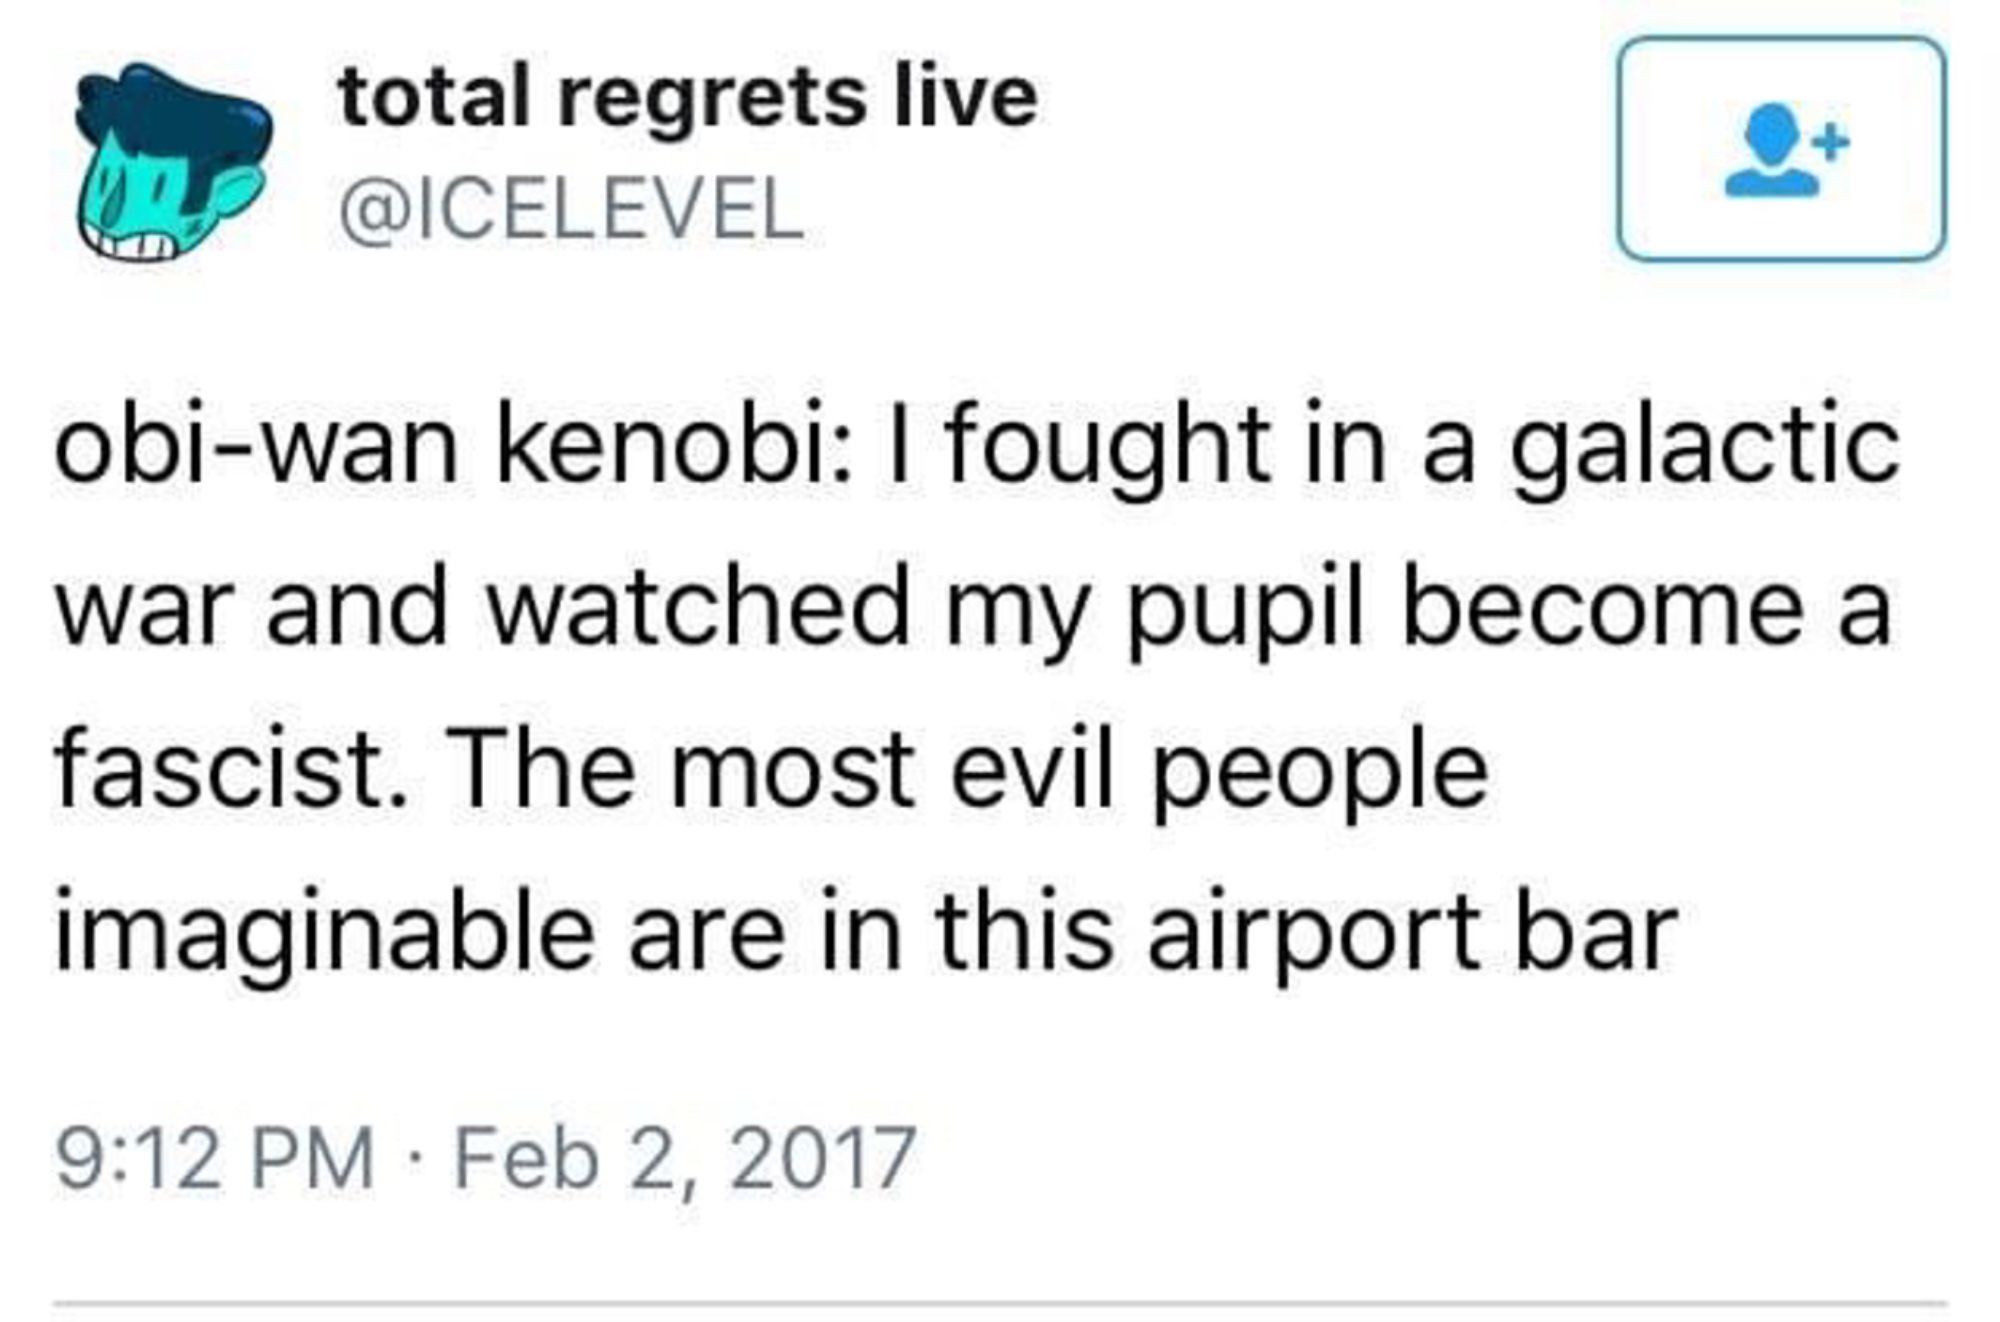 total regrets live
@ICELEVEL
obi-wan kenobi: I fought in a galactic
war and watched my pupil become a
fascist. The most evil people
imaginable are in this airport bar
9:12 PM · Feb 2, 2017